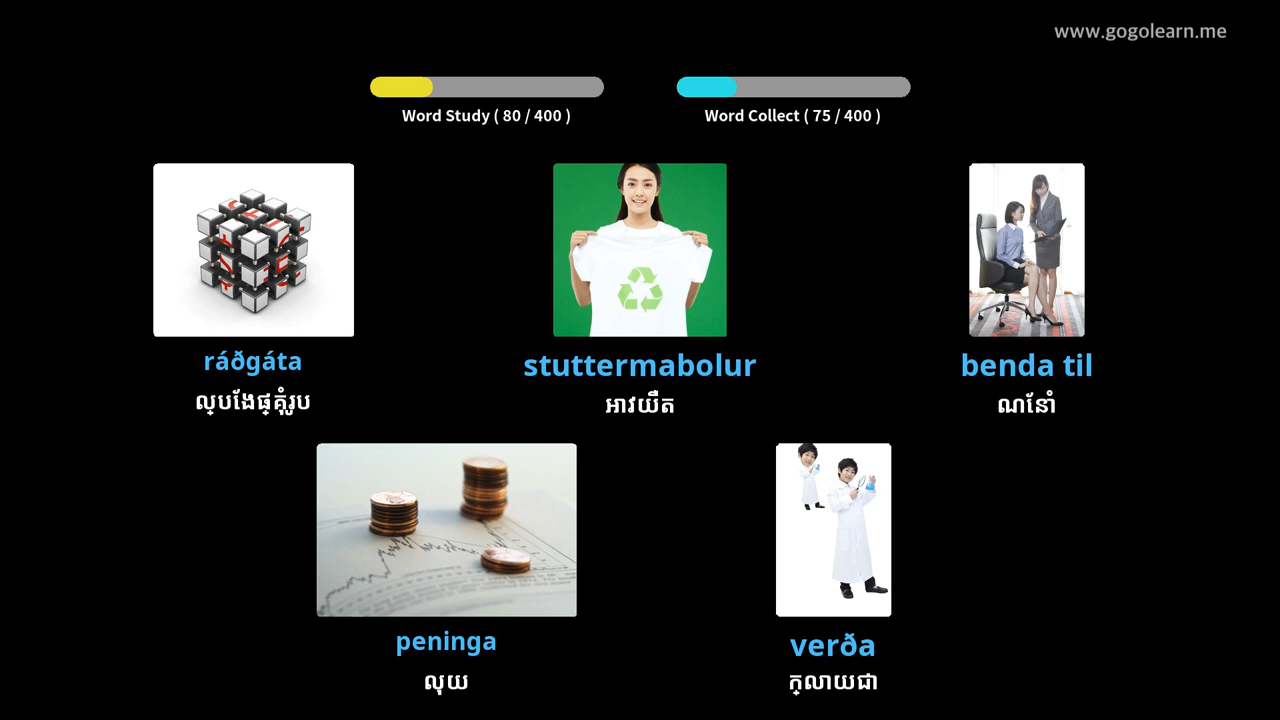 www.gogolearn.me
Word Study ( 80 / 400 )
Word Collect ( 75 / 400 )
ráðgáta
ល្បែងផ្គុំរូប
stuttermabolur
អាវយឺត
benda til
ណែនាំ
peninga
លុយ
verða
ក្លាយជា